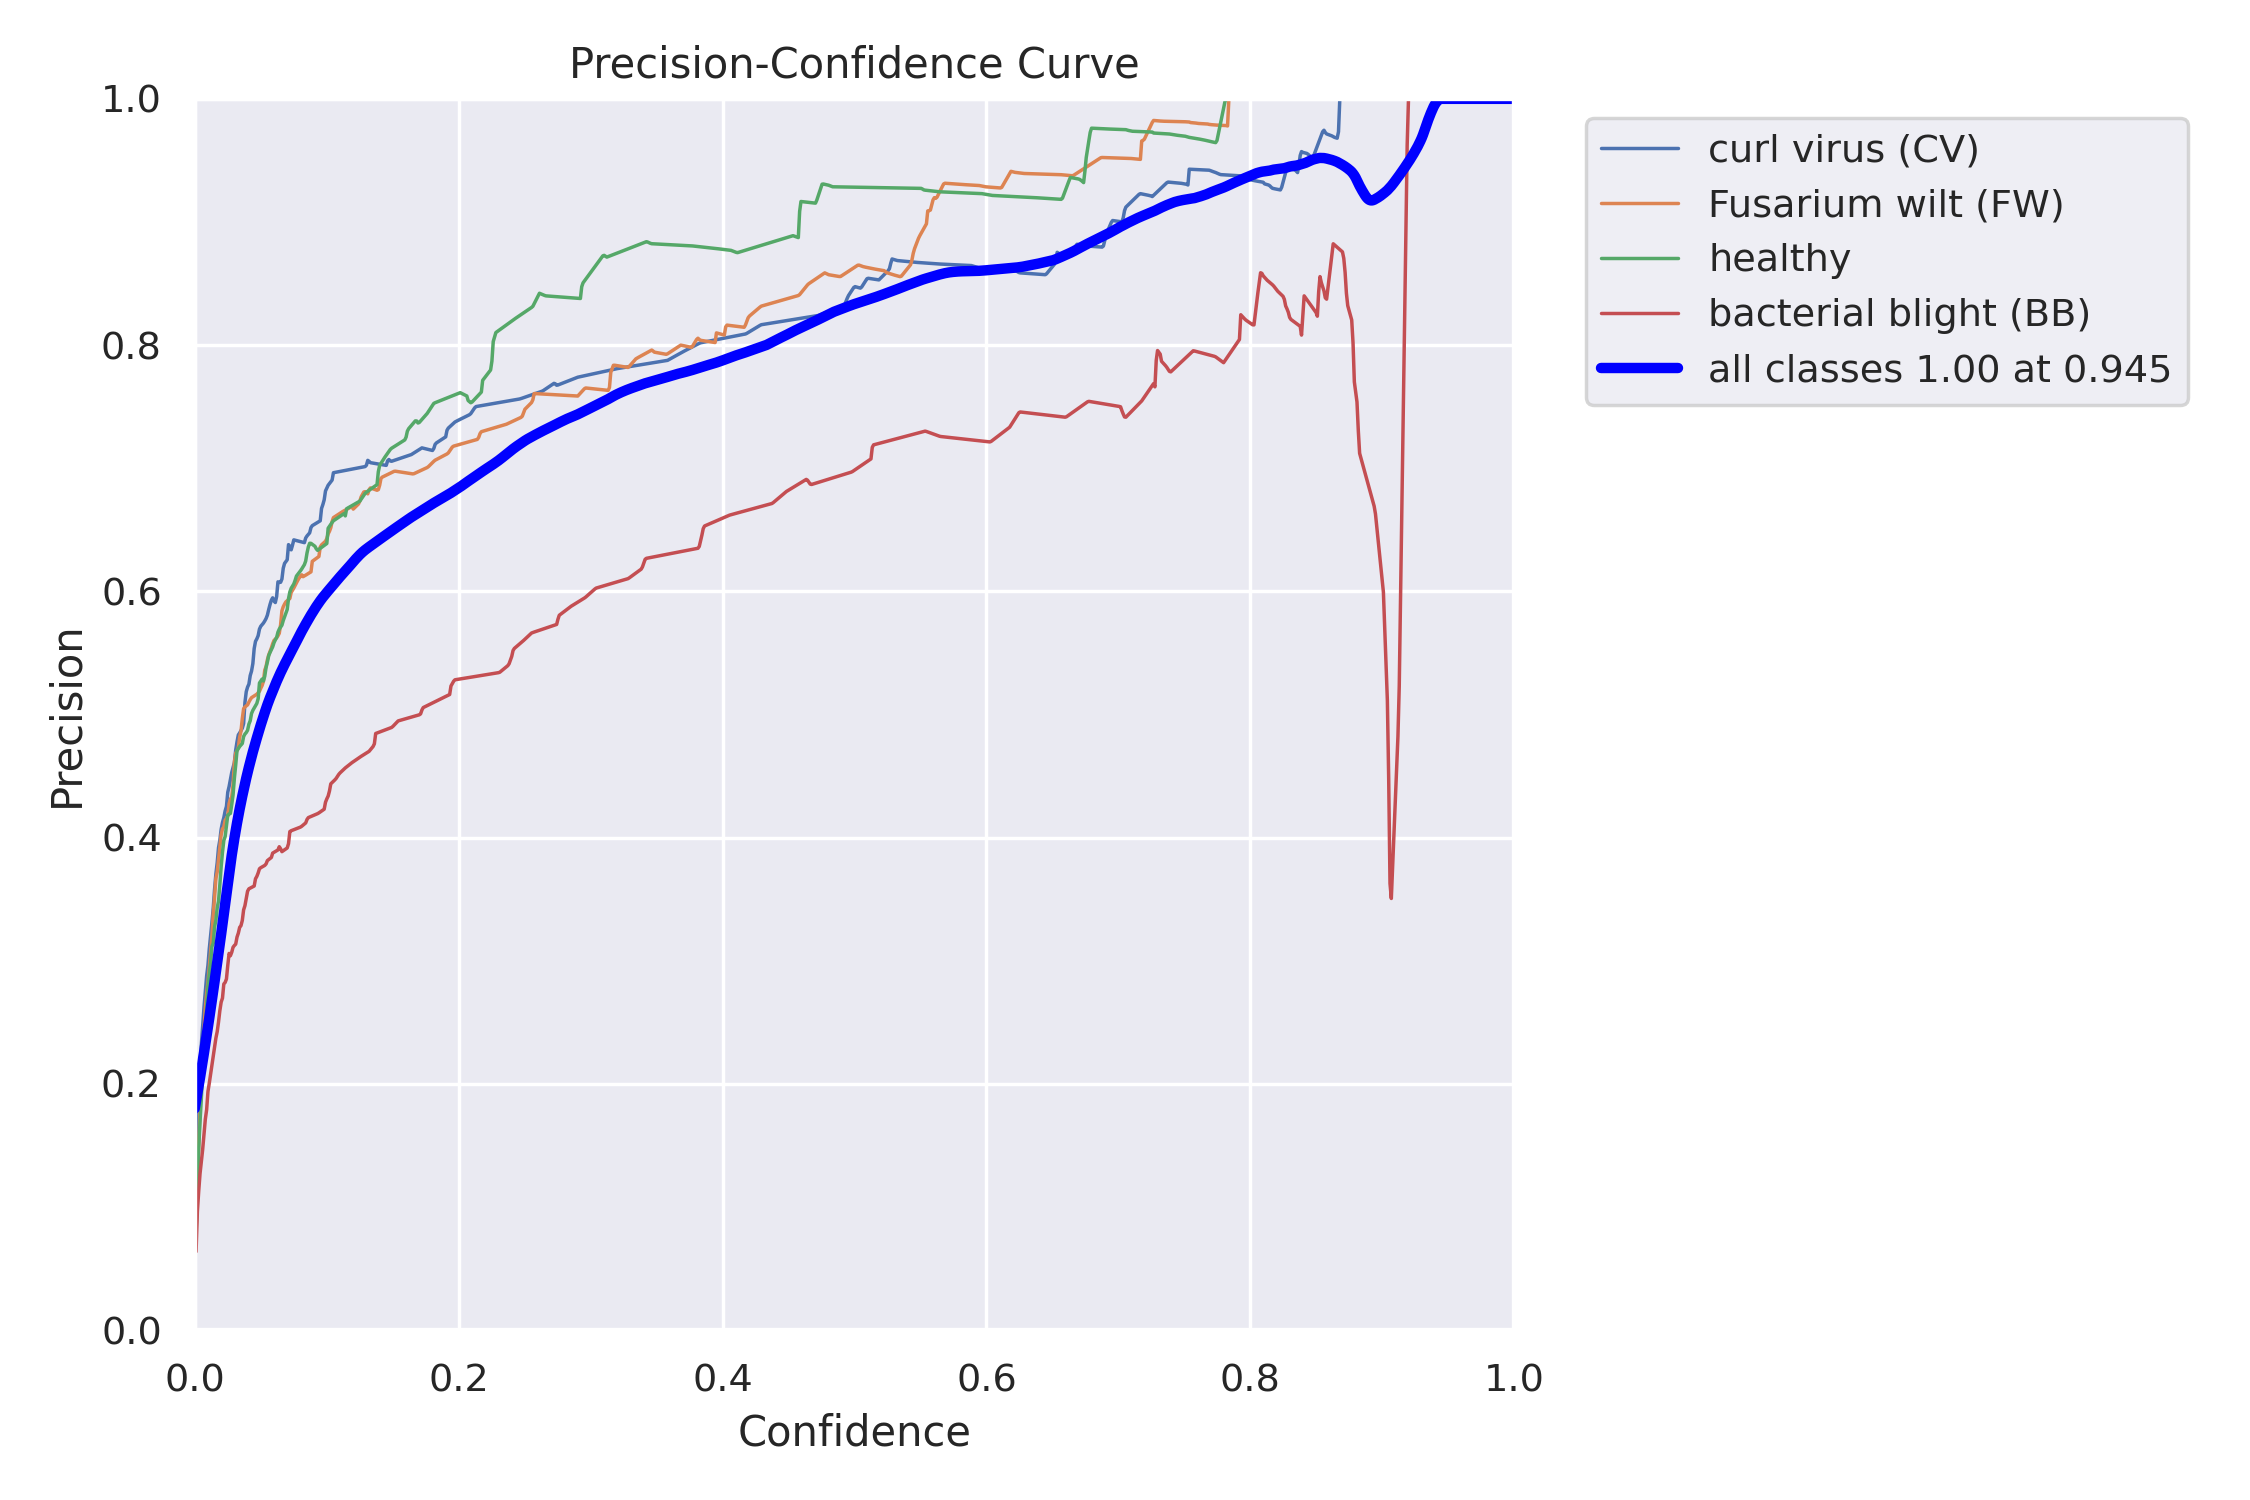 Precision-Confidence Curve
1.0
0.8
0.6
0.4
0.2
0.0
Precision
0.0 0.2 0.4 0.6 0.8 1.0
Confidence
curl virus (CV)
Fusarium wilt (FW)
healthy
bacterial blight (BB)
all classes 1.00 at 0.945